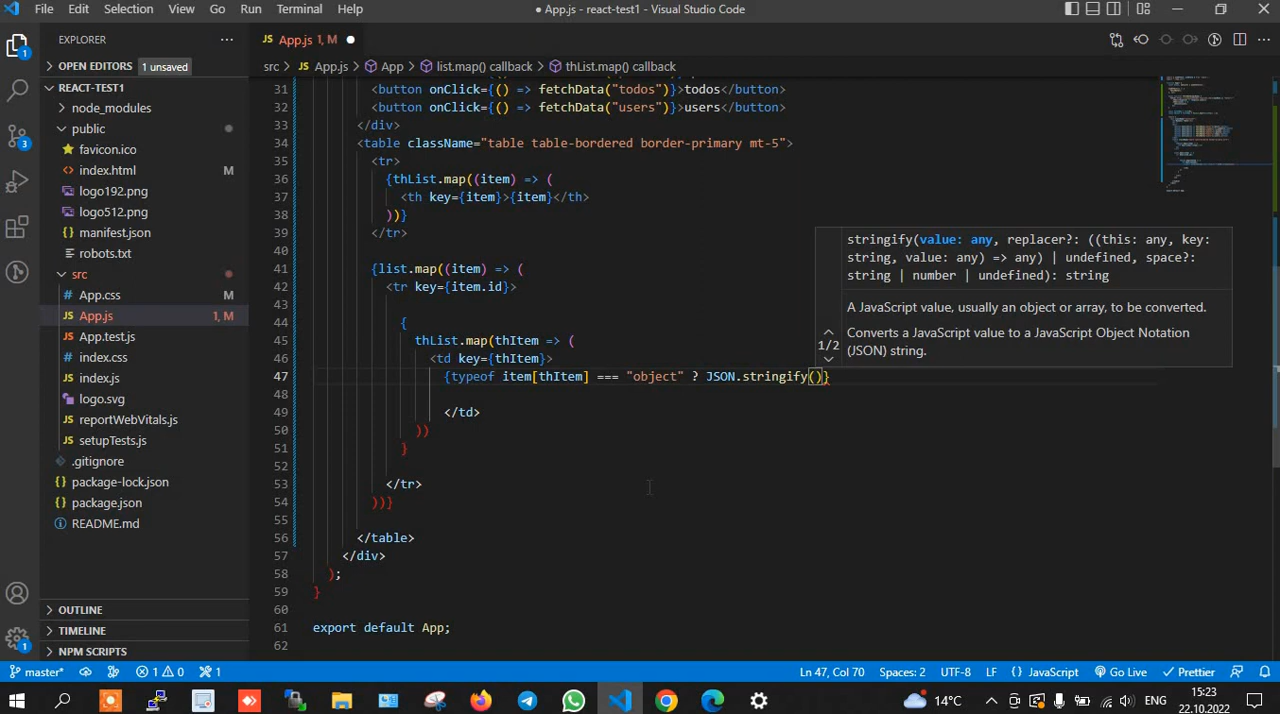 File Edit Selection View Go Run Terminal Help
● App.js - react-test1 - Visual Studio Code
EXPLORER
OPEN EDITORS 1 unsaved
REACT-TEST1
node_modules
public
favicon.ico
index.html M
logo192.png
logo512.png
manifest.json
robots.txt
src
App.css M
App.js 1, M
App.test.js
index.css
index.js
logo.svg
reportWebVitals.js
setupTests.js
.gitignore
package-lock.json
package.json
README.md
OUTLINE
TIMELINE
NPM SCRIPTS
1
3
1
App.js 1, M ●
src > App.js > App > list.map() callback > thList.map() callback
31 <button onClick={() => fetchData("todos")}>todos</button>
32 <button onClick={() => fetchData("users")}>users</button>
33 </div>
34 <table className="table table-bordered border-primary mt-5">
35 <tr>
36 {thList.map((item) => (
37 <th key={item}>{item}</th>
38 ))}
39 </tr>
40
41 {list.map((item) => (
42 <tr key={item.id}>
43
44 {
45 thList.map(thItem => (
46 <td key={thItem}>
47 {typeof item[thItem] === "object" ? JSON.stringify()}
48
49 </td>
50 ))
51 }
52
53 </tr>
54 ))}
55
56 </table>
57 </div>
58 );
59 }
60
61 export default App;
62
stringify(value: any, replacer?: ((this: any, key:
string, value: any) => any) | undefined, space?:
string | number | undefined): string
A JavaScript value, usually an object or array, to be converted.
1/2
Converts a JavaScript value to a JavaScript Object Notation
(JSON) string.
master* 1 0 1
Ln 47, Col 70 Spaces: 2 UTF-8 LF {} JavaScript Go Live Prettier
14°C ENG 15:23
22.10.2022